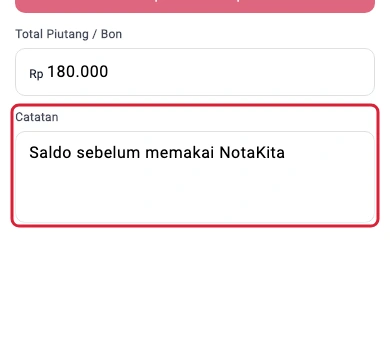 Total Piutang / Bon
Rp 180.000
Catatan
Saldo sebelum memakai NotaKita